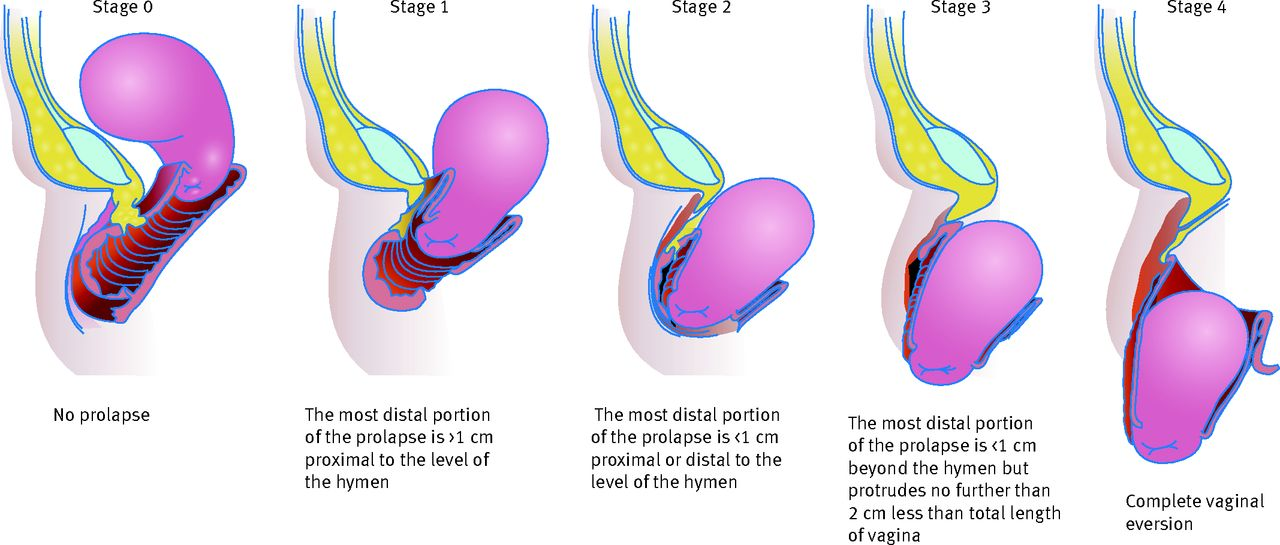 Stage 0
Stage 1
Stage 2
Stage 3
Stage 4
No prolapse
The most distal portion
of the prolapse is >1 cm
proximal to the level of
the hymen
The most distal portion
of the prolapse is <1 cm
proximal or distal to the
level of the hymen
The most distal portion
of the prolapse is <1 cm
beyond the hymen but
protrudes no further than
2 cm less than total length
of vagina
Complete vaginal
eversion